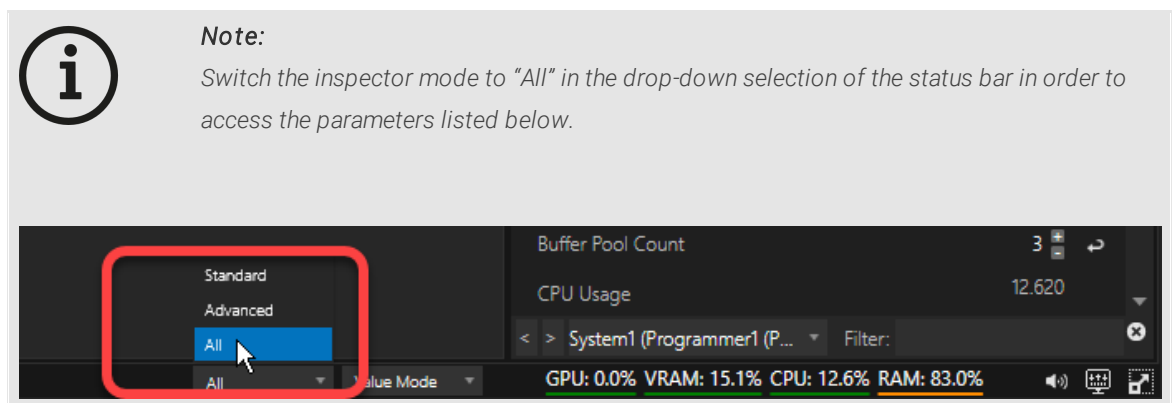 Note:
Switch the inspector mode to “All” in the drop-down selection of the status bar in order to
access the parameters listed below.
Buffer Pool Count 3
Standard
CPU Usage 12.620
Advanced
All
< > System1 (Programmer1 (P... Filter:
All Value Mode GPU: 0.0% VRAM: 15.1% CPU: 12.6% RAM: 83.0%